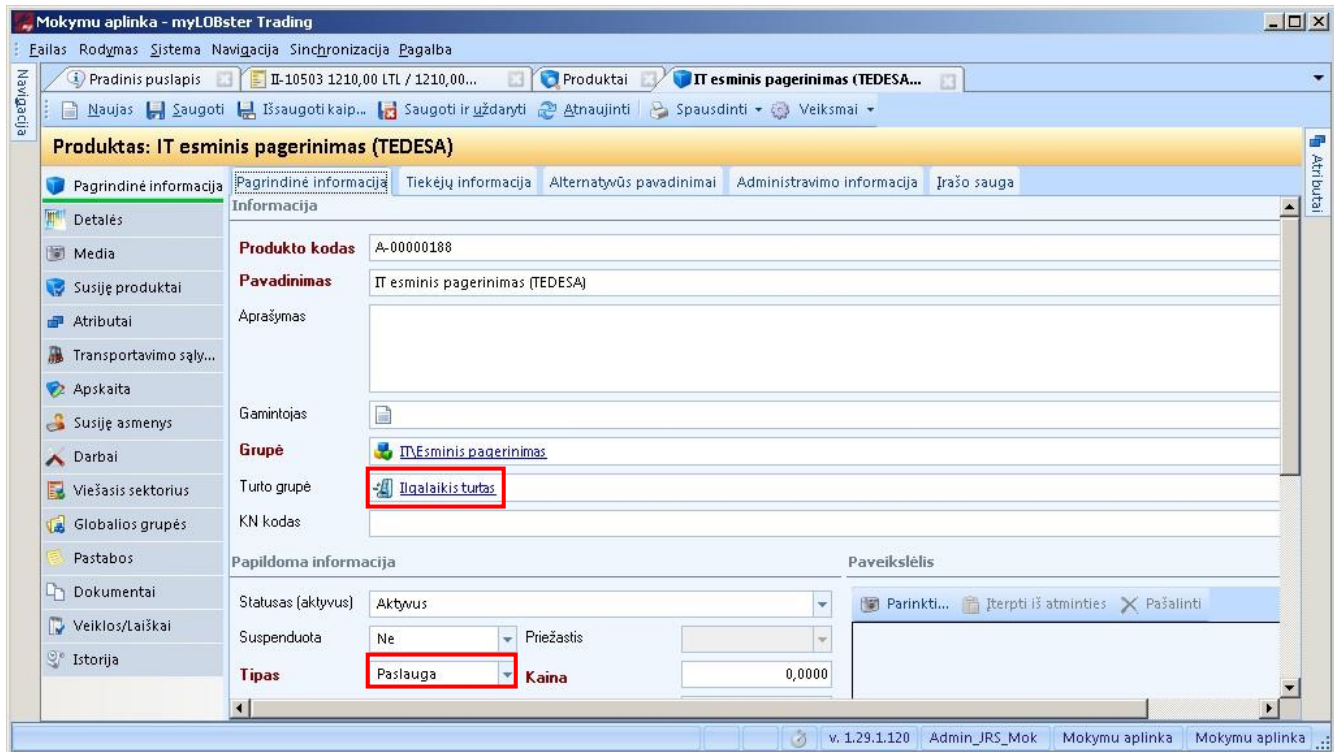 Mokymu aplinka - myLOBster Trading
Failas Rodymas Sistema Navigacija Sinchronizacija Pagalba
Navigacija
Pradinis puslapis II-10503 1210,00 LTL / 1210,00... Produktai IT esminis pagerinimas (TEDESA...
Naujas Saugoti Išsaugoti kaip... Saugoti ir uždaryti Atnaujinti Spausdinti Veiksmai
Produktas: IT esminis pagerinimas (TEDESA)
Atributai
Pagrindinė informacija
Detalės
Media
Susiję produktai
Atributai
Transportavimo sąly...
Apskaita
Susiję asmenys
Darbai
Viešasis sektorius
Globalios grupės
Pastabos
Dokumentai
Veiklos/Laiškai
Istorija
Pagrindinė informacija Tiekėjų informacija Alternatyvūs pavadinimai Administravimo informacija Įrašo sauga
Informacija
Produkto kodas A-00000188
Pavadinimas IT esminis pagerinimas (TEDESA)
Aprašymas
Gamintojas
Grupė IT\Esminis pagerinimas
Turto grupė Ilgalaikis turtas
KN kodas
Papildoma informacija Paveikslėlis
Statusas (aktyvus) Aktyvus Parinkti... Įterpti iš atminties Pašalinti
Suspenduota Ne Priežastis
Tipas Paslauga Kaina 0,0000
v. 1.29.1.120 Admin_JRS_Mok Mokymu aplinka Mokymu aplinka